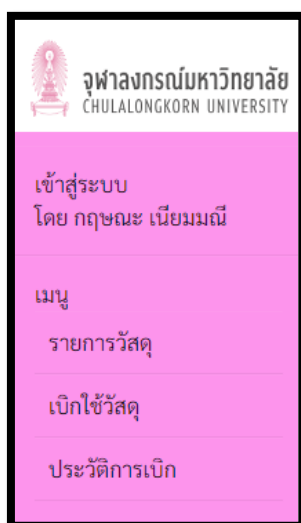 จุฬาลงกรณ์มหาวิทยาลัย
CHULALONGKORN UNIVERSITY
เข้าสู่ระบบ
โดย กฤษณะ เนียมมณี
เมนู
รายการวัสดุ
เบิกใช้วัสดุ
ประวัติการเบิก